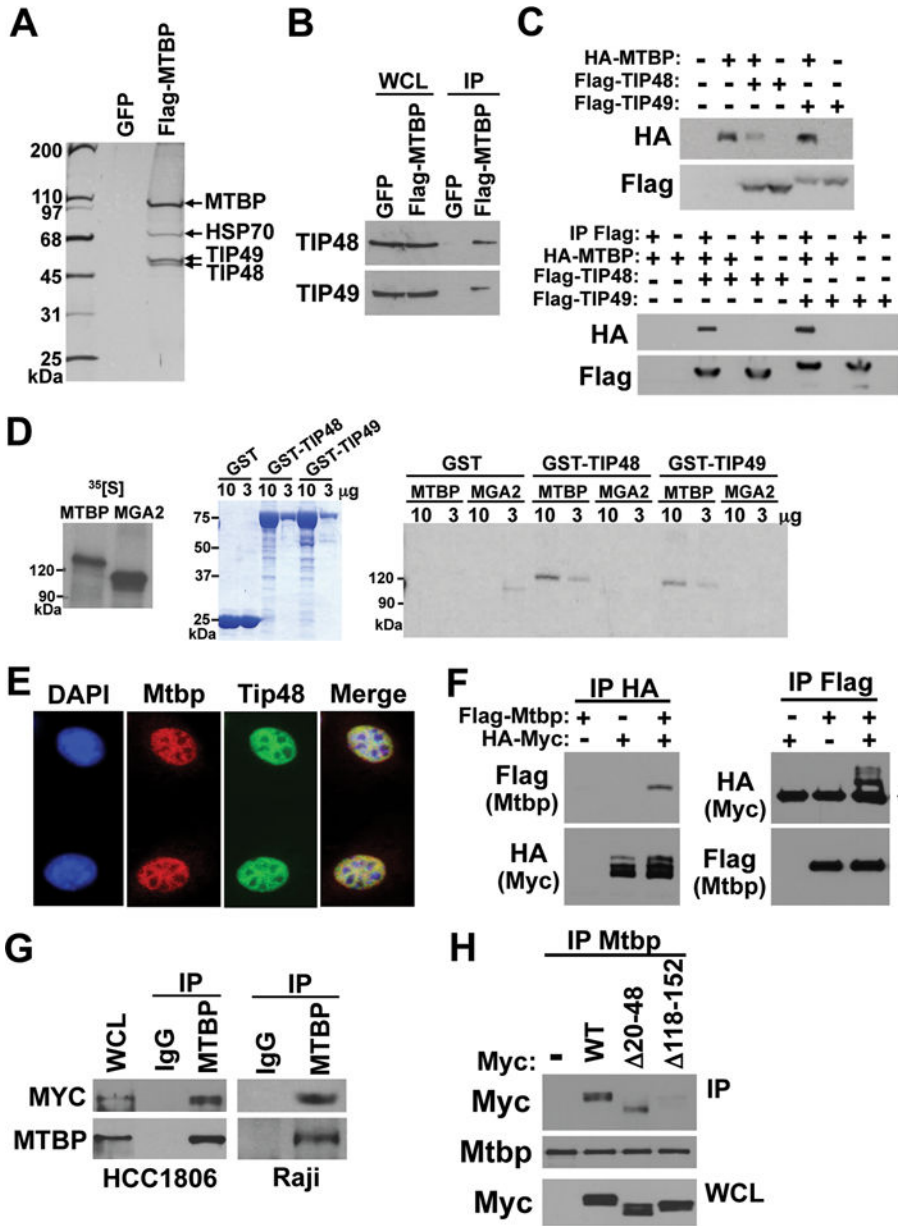 A
GFP
Flag-MTBP
200
110
97
68
45
31
25
kDa
MTBP
HSP70
TIP49
TIP48
B
WCL IP
GFP
Flag-MTBP
GFP
Flag-MTBP
TIP48
TIP49
C
HA-MTBP: - + + - + -
Flag-TIP48: - - + + - -
Flag-TIP49: - - - - + +
HA
Flag
IP Flag: + - + - + - + - + -
HA-MTBP: + + + + - - + + - -
Flag-TIP48: - - + + + + - - - -
Flag-TIP49: - - - - - - + + + +
HA
Flag
D
35[S]
MTBP MGA2
120
90
kDa
GST
GST-TIP48
GST-TIP49
10 3 10 3 10 3 µg
75
50
37
25
kDa
GST GST-TIP48 GST-TIP49
MTBP MGA2 MTBP MGA2 MTBP MGA2
10 3 10 3 10 3 10 3 10 3 10 3 µg
120
90
kDa
E
DAPI Mtbp Tip48 Merge
F
IP HA
Flag-Mtbp: + - +
HA-Myc: - + +
Flag
(Mtbp)
HA
(Myc)
IP Flag
- + +
+ - +
HA
(Myc)
Flag
(Mtbp)
G
IP IP
WCL
IgG
MTBP
IgG
MTBP
MYC
MTBP
HCC1806 Raji
H
IP Mtbp
Myc: -
WT
Δ20-48
Δ118-152
Myc IP
Mtbp
Myc WCL